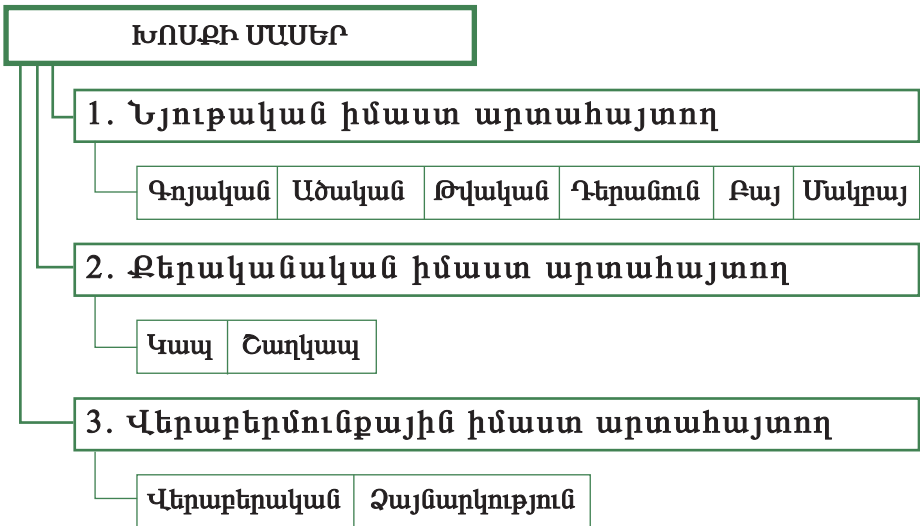 ԽՈՍՔԻ ՄԱՍԵՐ
1. Նյութական իմաստ արտահայտող
Գոյական Ածական Թվական Դերանուն Բայ Մակբայ
2. Քերականական իմաստ արտահայտող
Կապ Շաղկապ
3. Վերաբերմունքային իմաստ արտահայտող
Վերաբերական Ձայնարկություն